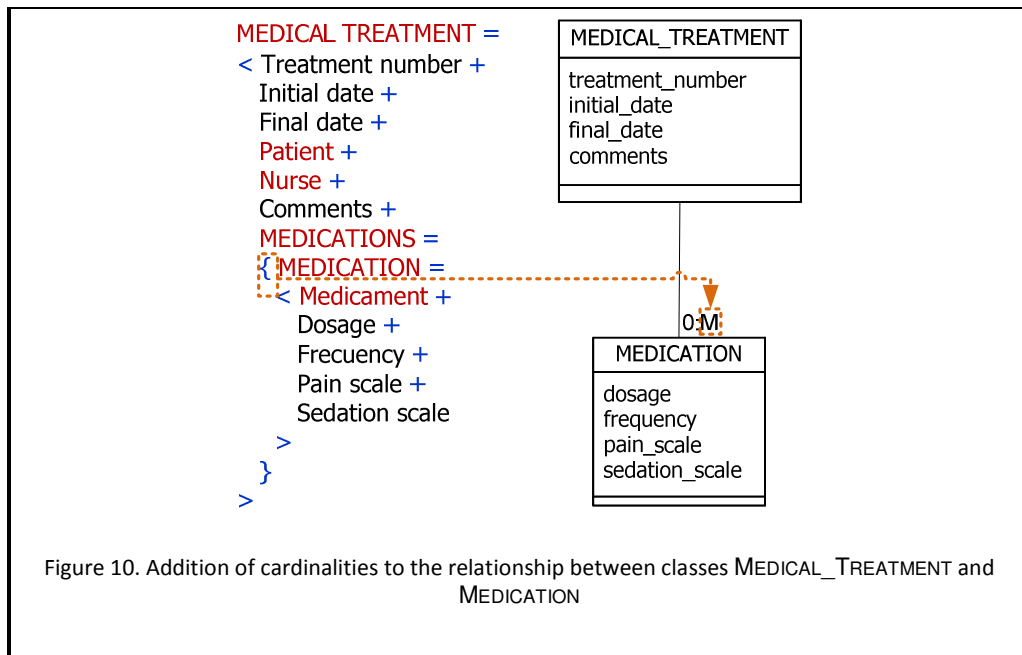 MEDICAL TREATMENT =
< Treatment number +
Initial date +
Final date +
Patient +
Nurse +
Comments +
MEDICATIONS =
{ MEDICATION =
< Medicament +
Dosage +
Frecuency +
Pain scale +
Sedation scale
>
}
>
MEDICAL_TREATMENT
treatment_number
initial_date
final_date
comments
0:M
MEDICATION
dosage
frequency
pain_scale
sedation_scale
Figure 10. Addition of cardinalities to the relationship between classes MEDICAL_TREATMENT and
MEDICATION